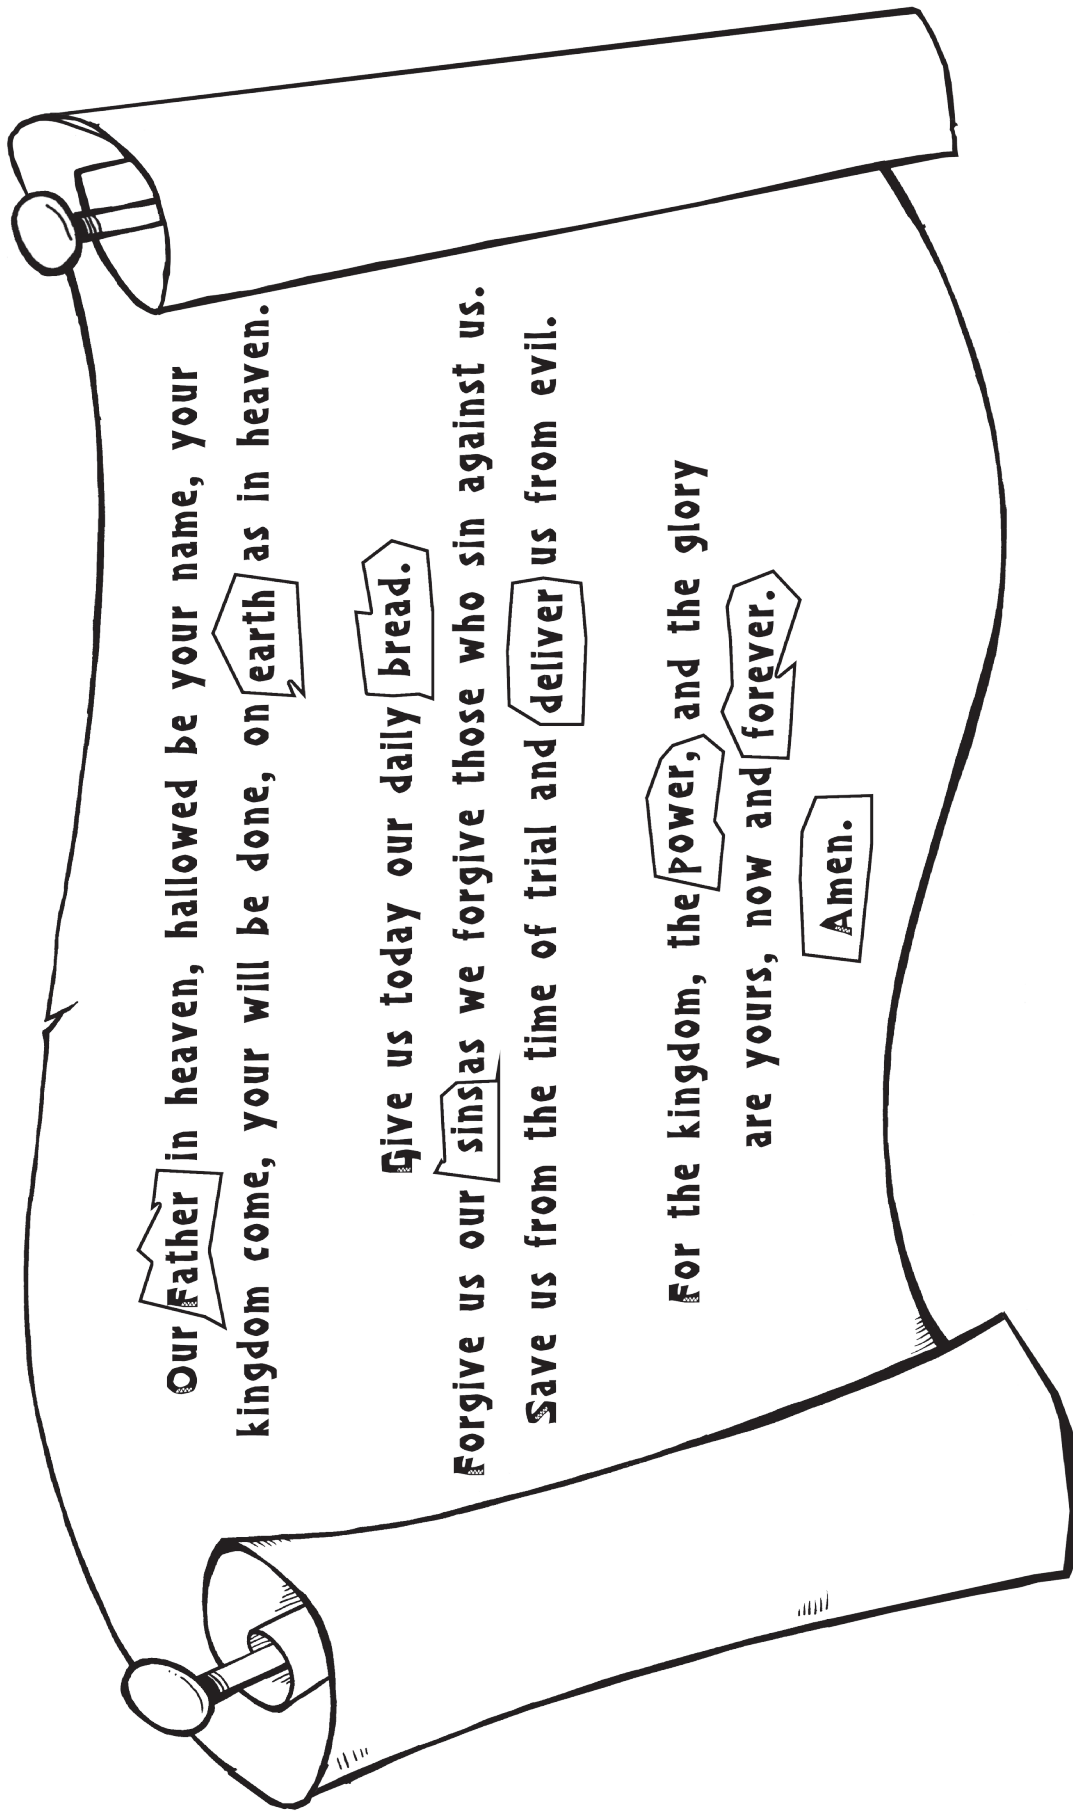 Our Father in heaven, hallowed be your name, your
kingdom come, your will be done, on earth as in heaven.
Give us today our daily bread.
Forgive us our sins as we forgive those who sin against us.
Save us from the time of trial and deliver us from evil.
For the kingdom, the power, and the glory
are yours, now and forever.
Amen.